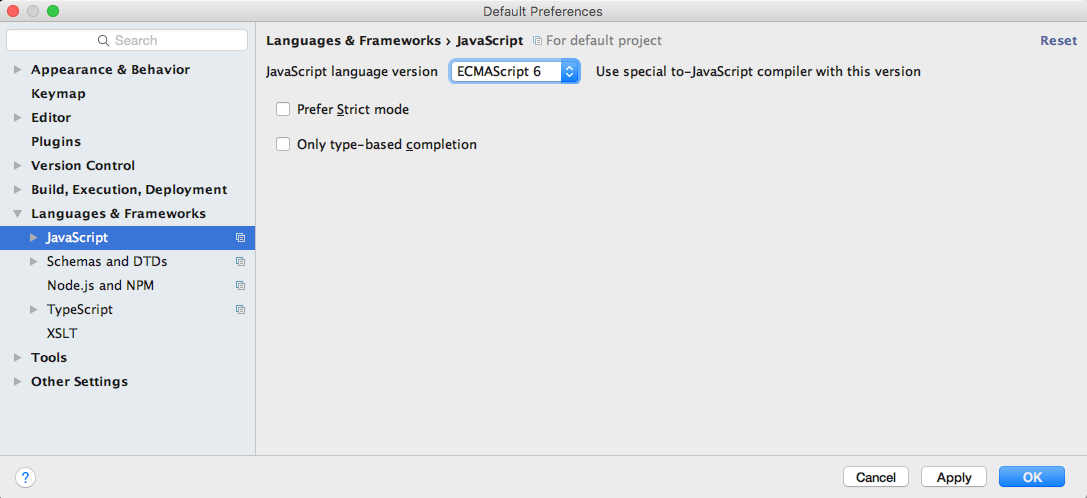 Default Preferences
Search
Appearance & Behavior
Keymap
Editor
Plugins
Version Control
Build, Execution, Deployment
Languages & Frameworks
JavaScript
Schemas and DTDs
Node.js and NPM
TypeScript
XSLT
Tools
Other Settings
Languages & Frameworks › JavaScript For default project Reset
JavaScript language version ECMAScript 6 Use special to-JavaScript compiler with this version
Prefer Strict mode
Only type-based completion
? Cancel Apply OK